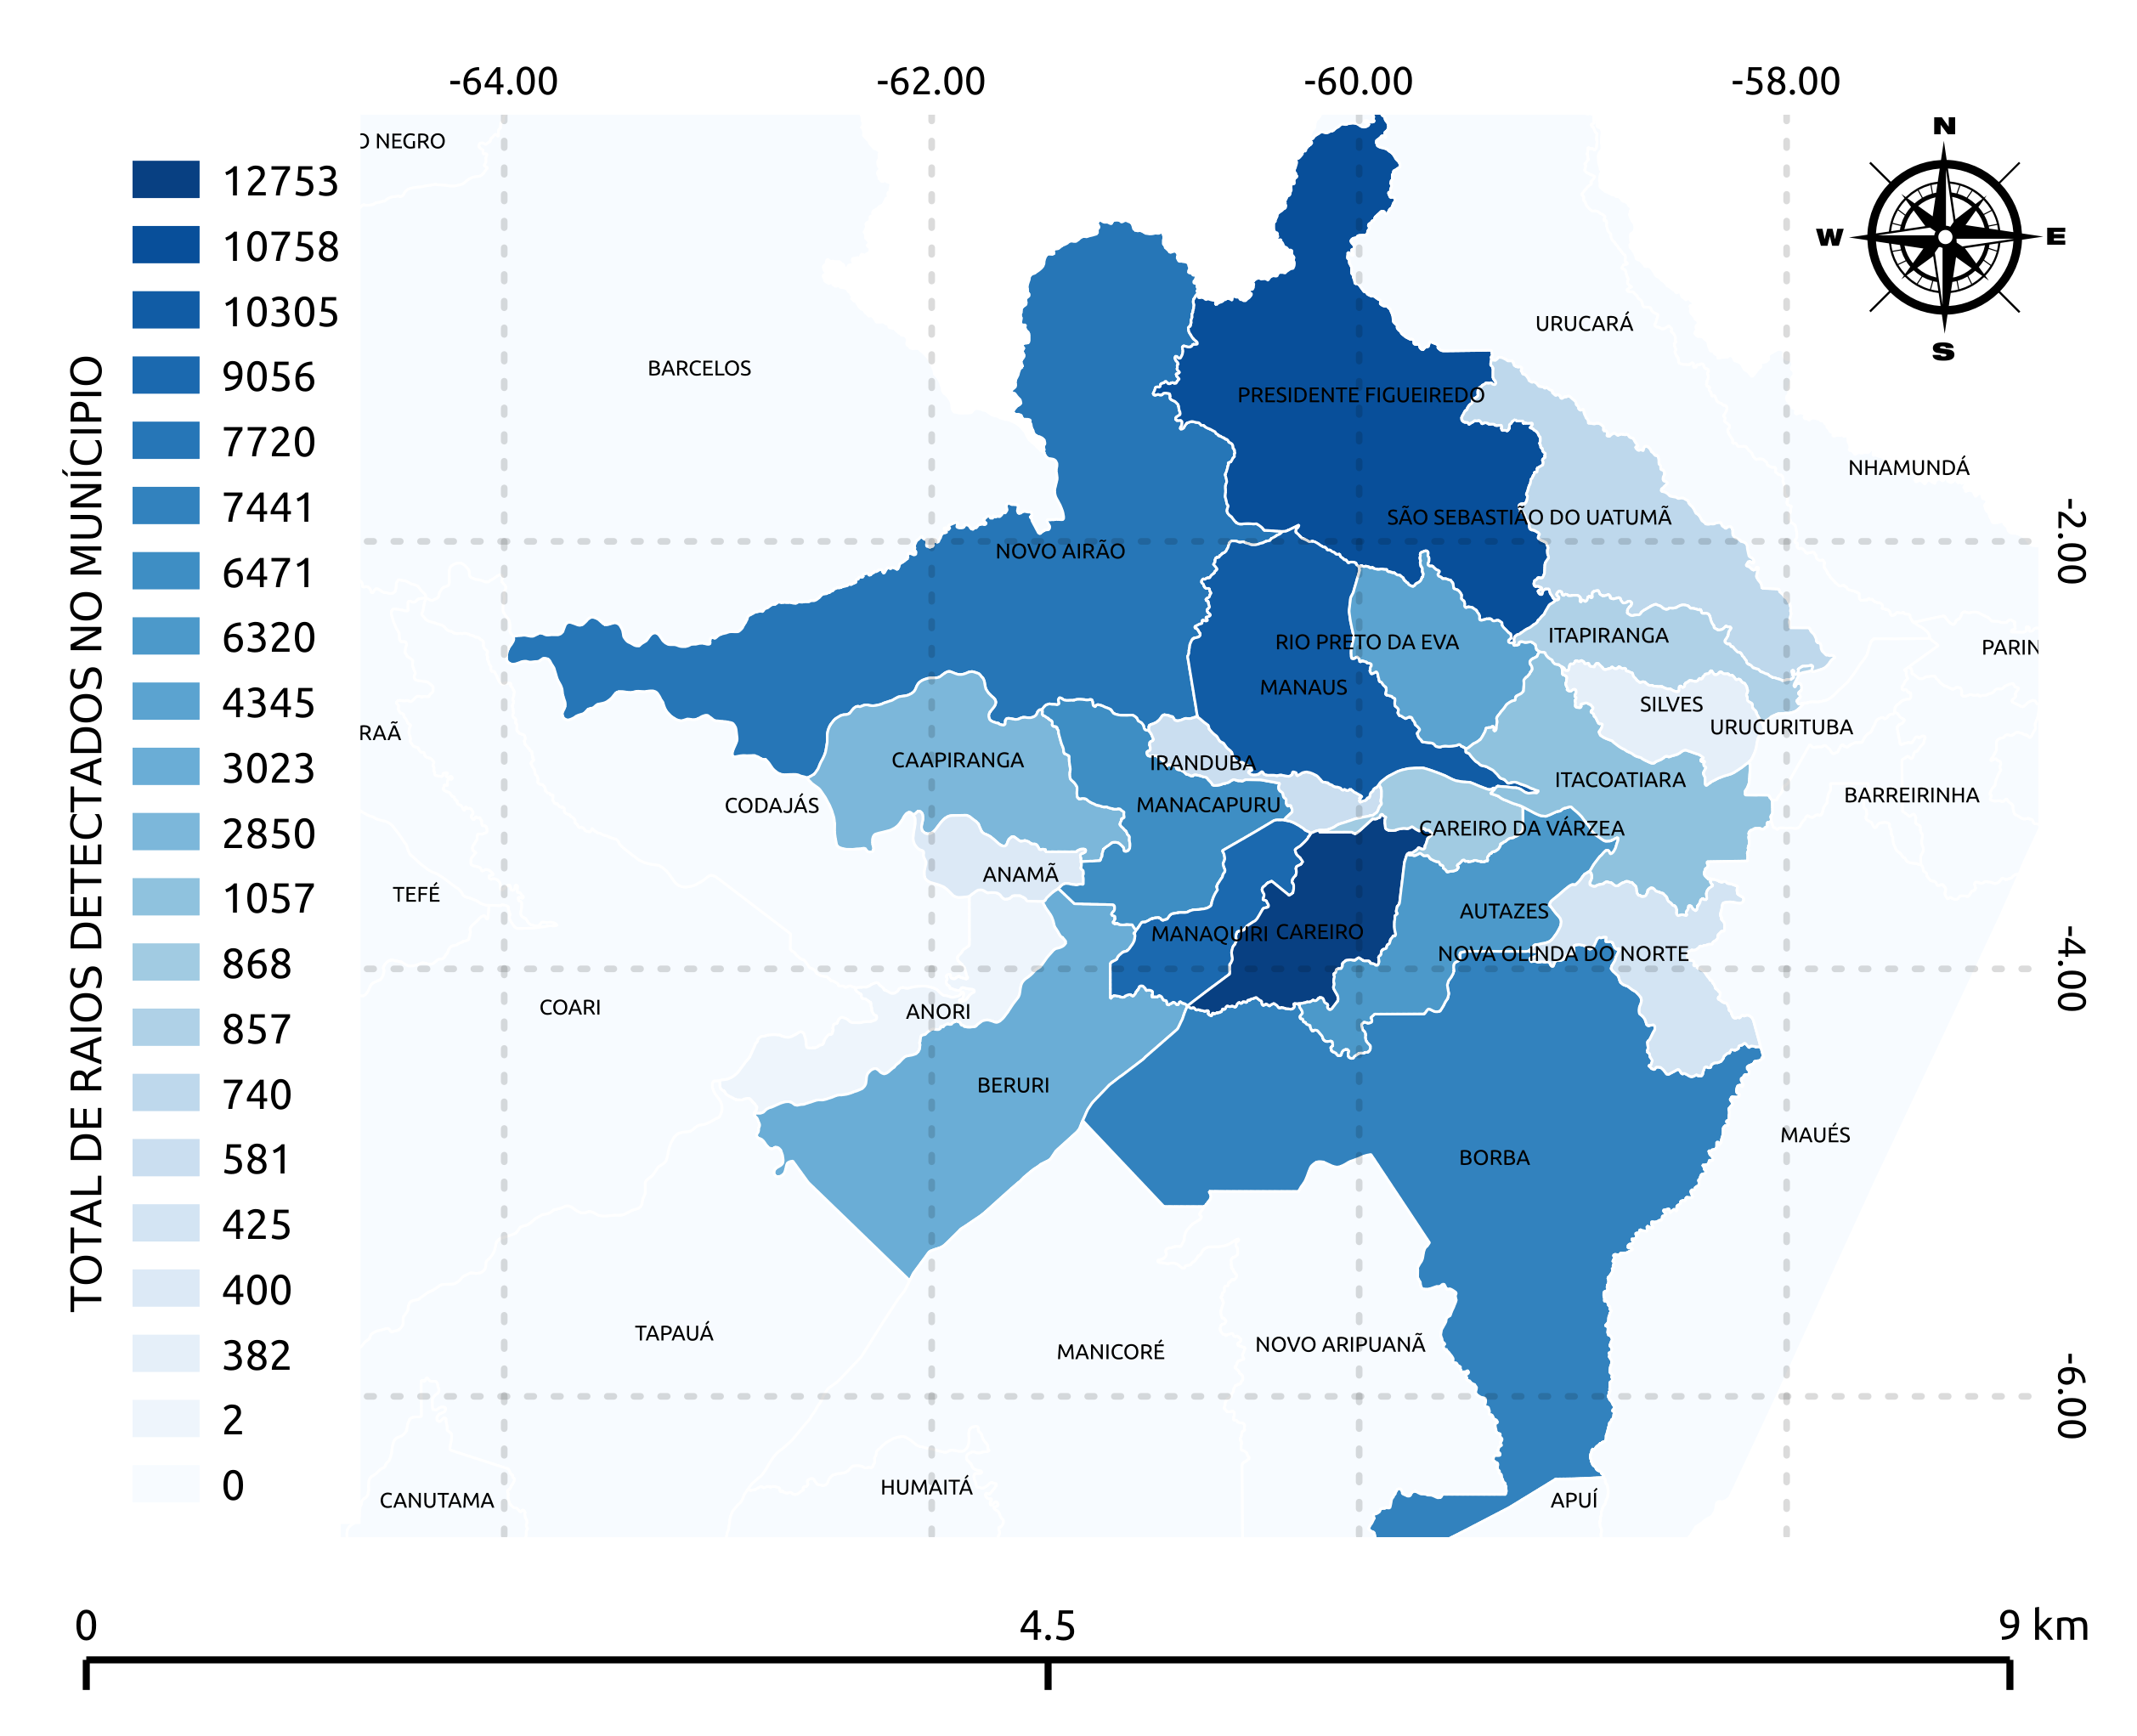 -64.00
-62.00
-60.00
-58.00
TOTAL DE RAIOS DETECTADOS NO MUNÍCIPIO
12753
10758
10305
9056
7720
7441
6471
6320
4345
3023
2850
1057
868
857
740
581
425
400
382
2
0
N
W
E
S
O NEGRO
URUCARÁ
BARCELOS
PRESIDENTE FIGUEIREDO
NHAMUNDÁ
SÃO SEBASTIÃO DO UATUMÃ
-2.00
NOVO AIRÃO
RIO PRETO DA EVA
ITAPIRANGA
PARIN
MANAUS
SILVES
RAÃ
URUCURITUBA
CAAPIRANGA
IRANDUBA
ITACOATIARA
CODAJÁS
MANACAPURU
BARREIRINHA
CAREIRO DA VÁRZEA
ANAMÃ
TEFÉ
AUTAZES
MANAQUIRI
CAREIRO
NOVA OLINDA DO NORTE
-4.00
COARI
ANORI
BERURI
MAUÉS
BORBA
TAPAUÁ
MANICORÉ
NOVO ARIPUANÃ
-6.00
HUMAITÁ
CANUTAMA
APUÍ
0
4.5
9 km